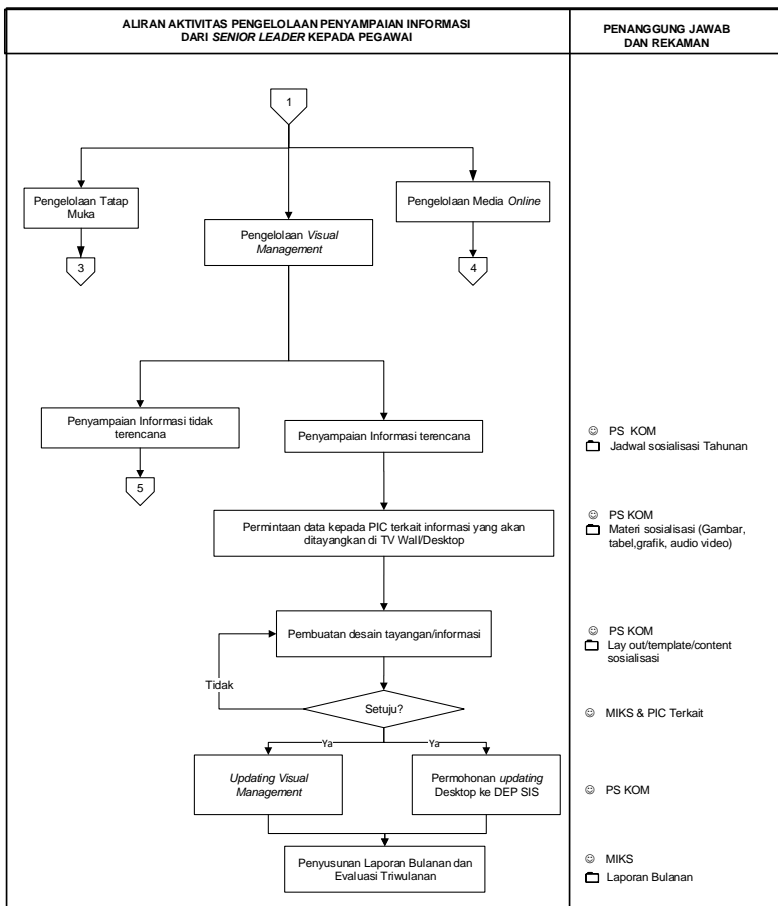 ALIRAN AKTIVITAS PENGELOLAAN PENYAMPAIAN INFORMASI
DARI SENIOR LEADER KEPADA PEGAWAI
PENANGGUNG JAWAB
DAN REKAMAN
1
Pengelolaan Tatap
Muka
Pengelolaan Visual
Management
Pengelolaan Media Online
3
4
Penyampaian Informasi tidak
terencana
Penyampaian Informasi terencana
PS KOM
Jadwal sosialisasi Tahunan
5
Permintaan data kepada PIC terkait informasi yang akan
ditayangkan di TV Wall/Desktop
PS KOM
Materi sosialisasi (Gambar,
tabel,grafik, audio video)
Pembuatan desain tayangan/informasi
PS KOM
Lay out/template/content
sosialisasi
Tidak
Setuju?
MIKS & PIC Terkait
Ya
Ya
Updating Visual
Management
Permohonan updating
Desktop ke DEP SIS
PS KOM
Penyusunan Laporan Bulanan dan
Evaluasi Triwulanan
MIKS
Laporan Bulanan